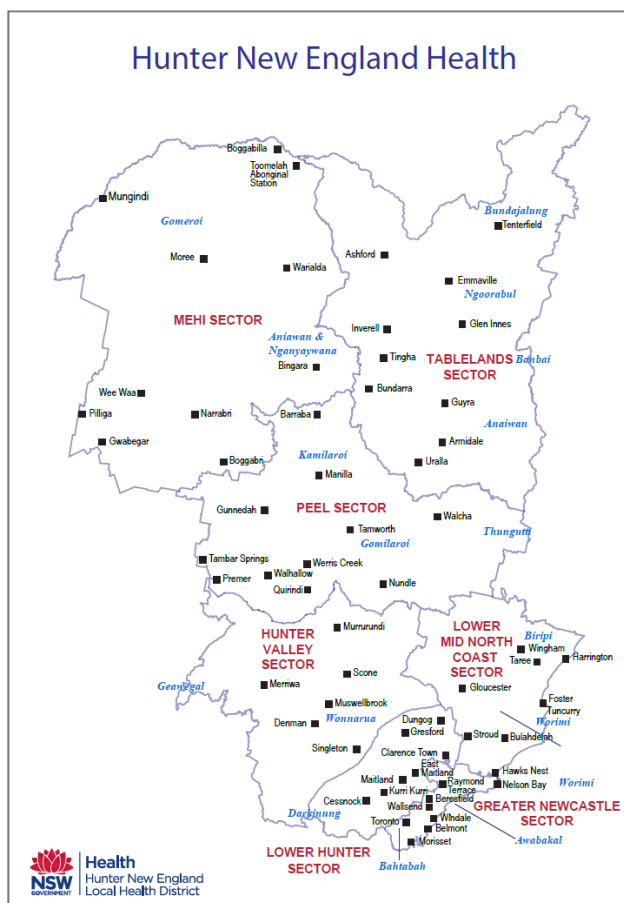 Hunter New England Health
Boggabilla
Toomelah
Aboriginal
Station
Mungindi
Gomeroi
Bundajalung
Tenterfield
Moree
Warialda
Ashford
Emmaville
Ngoorabul
MEHI SECTOR
Inverell
Glen Innes
Aniawan &
Nganyaywana
Bingara
Tingha
TABLELANDS
SECTOR
Banbai
Bundarra
Wee Waa
Guyra
Pilliga
Narrabri
Barraba
Anaiwan
Gwabegar
Armidale
Boggabri
Kamilaroi
Uralla
Manilla
Gunnedah
PEEL SECTOR
Walcha
Tamworth
Thungutti
Gomilaroi
Tambar Springs
Werris Creek
Premer
Walhallow
Quirindi
Nundle
Murrurundi
HUNTER
VALLEY
SECTOR
LOWER
MID NORTH
COAST
SECTOR
Biripi
Wingham
Taree
Harrington
Scone
Geawegal
Merriwa
Gloucester
Muswellbrook
Wonnarua
Foster
Tuncurry
Denman
Dungog
Gresford
Worimi
Stroud
Bulahdelah
Singleton
Clarence Town
East
Maitland
Hawks Nest
Maitland
Raymond
Terrace
Nelson Bay
Worimi
Kurri Kurri
Cessnock
Beresfield
Wallsend
GREATER NEWCASTLE
SECTOR
Darkinung
Toronto
WIndale
Belmont
Awabakal
Morisset
LOWER HUNTER
SECTOR
Bahtabah
NSW
GOVERNMENT
Health
Hunter New England
Local Health District